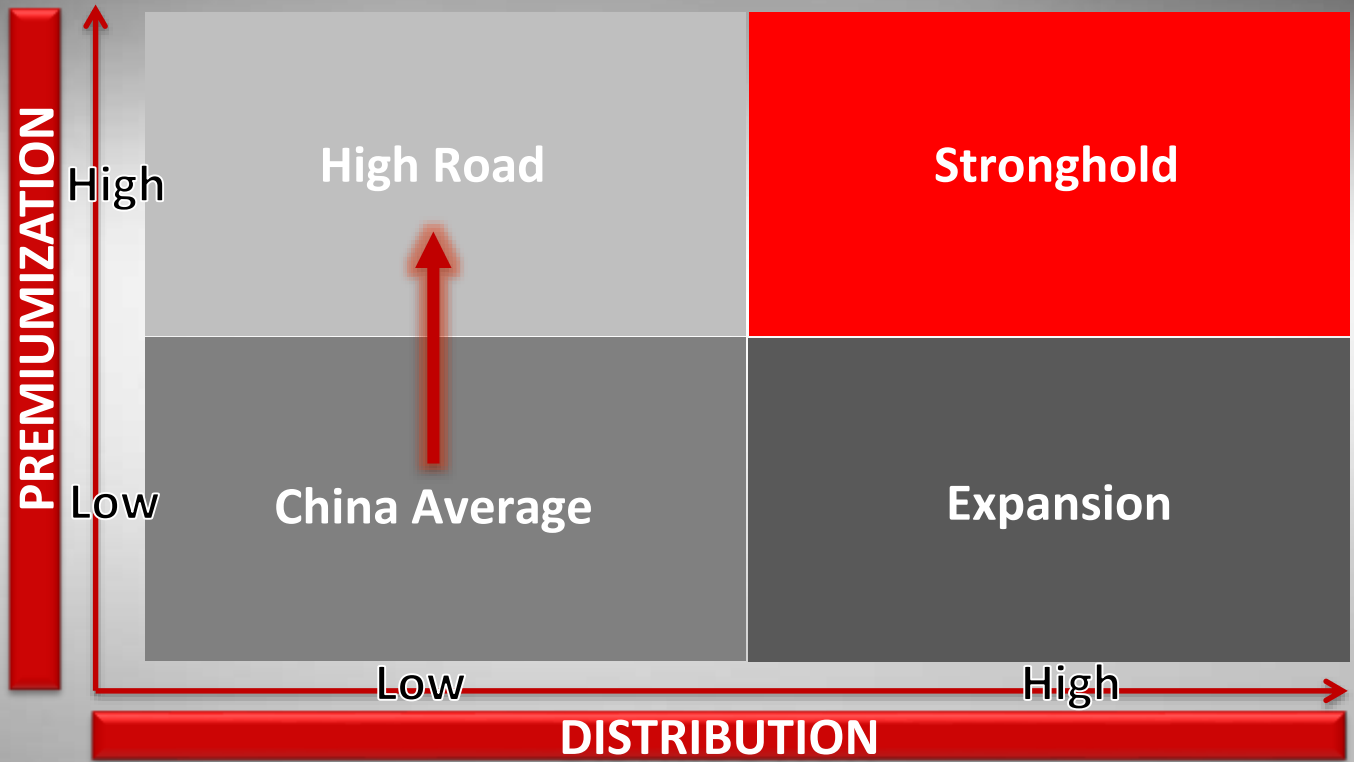 PREMIUMIZATION
High
High Road
Stronghold
Low
China Average
Expansion
Low
High
DISTRIBUTION